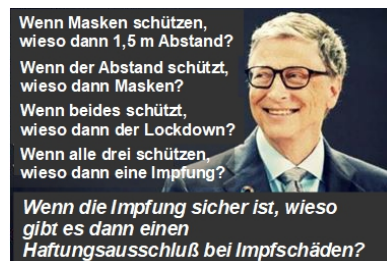 Wenn Masken schützen,
wieso dann 1,5 m Abstand?
Wenn der Abstand schützt,
wieso dann Masken?
Wenn beides schützt,
wieso dann der Lockdown?
Wenn alle drei schützen,
wieso dann eine Impfung?
Wenn die Impfung sicher ist, wieso
gibt es dann einen
Haftungsausschluß bei Impfschäden?